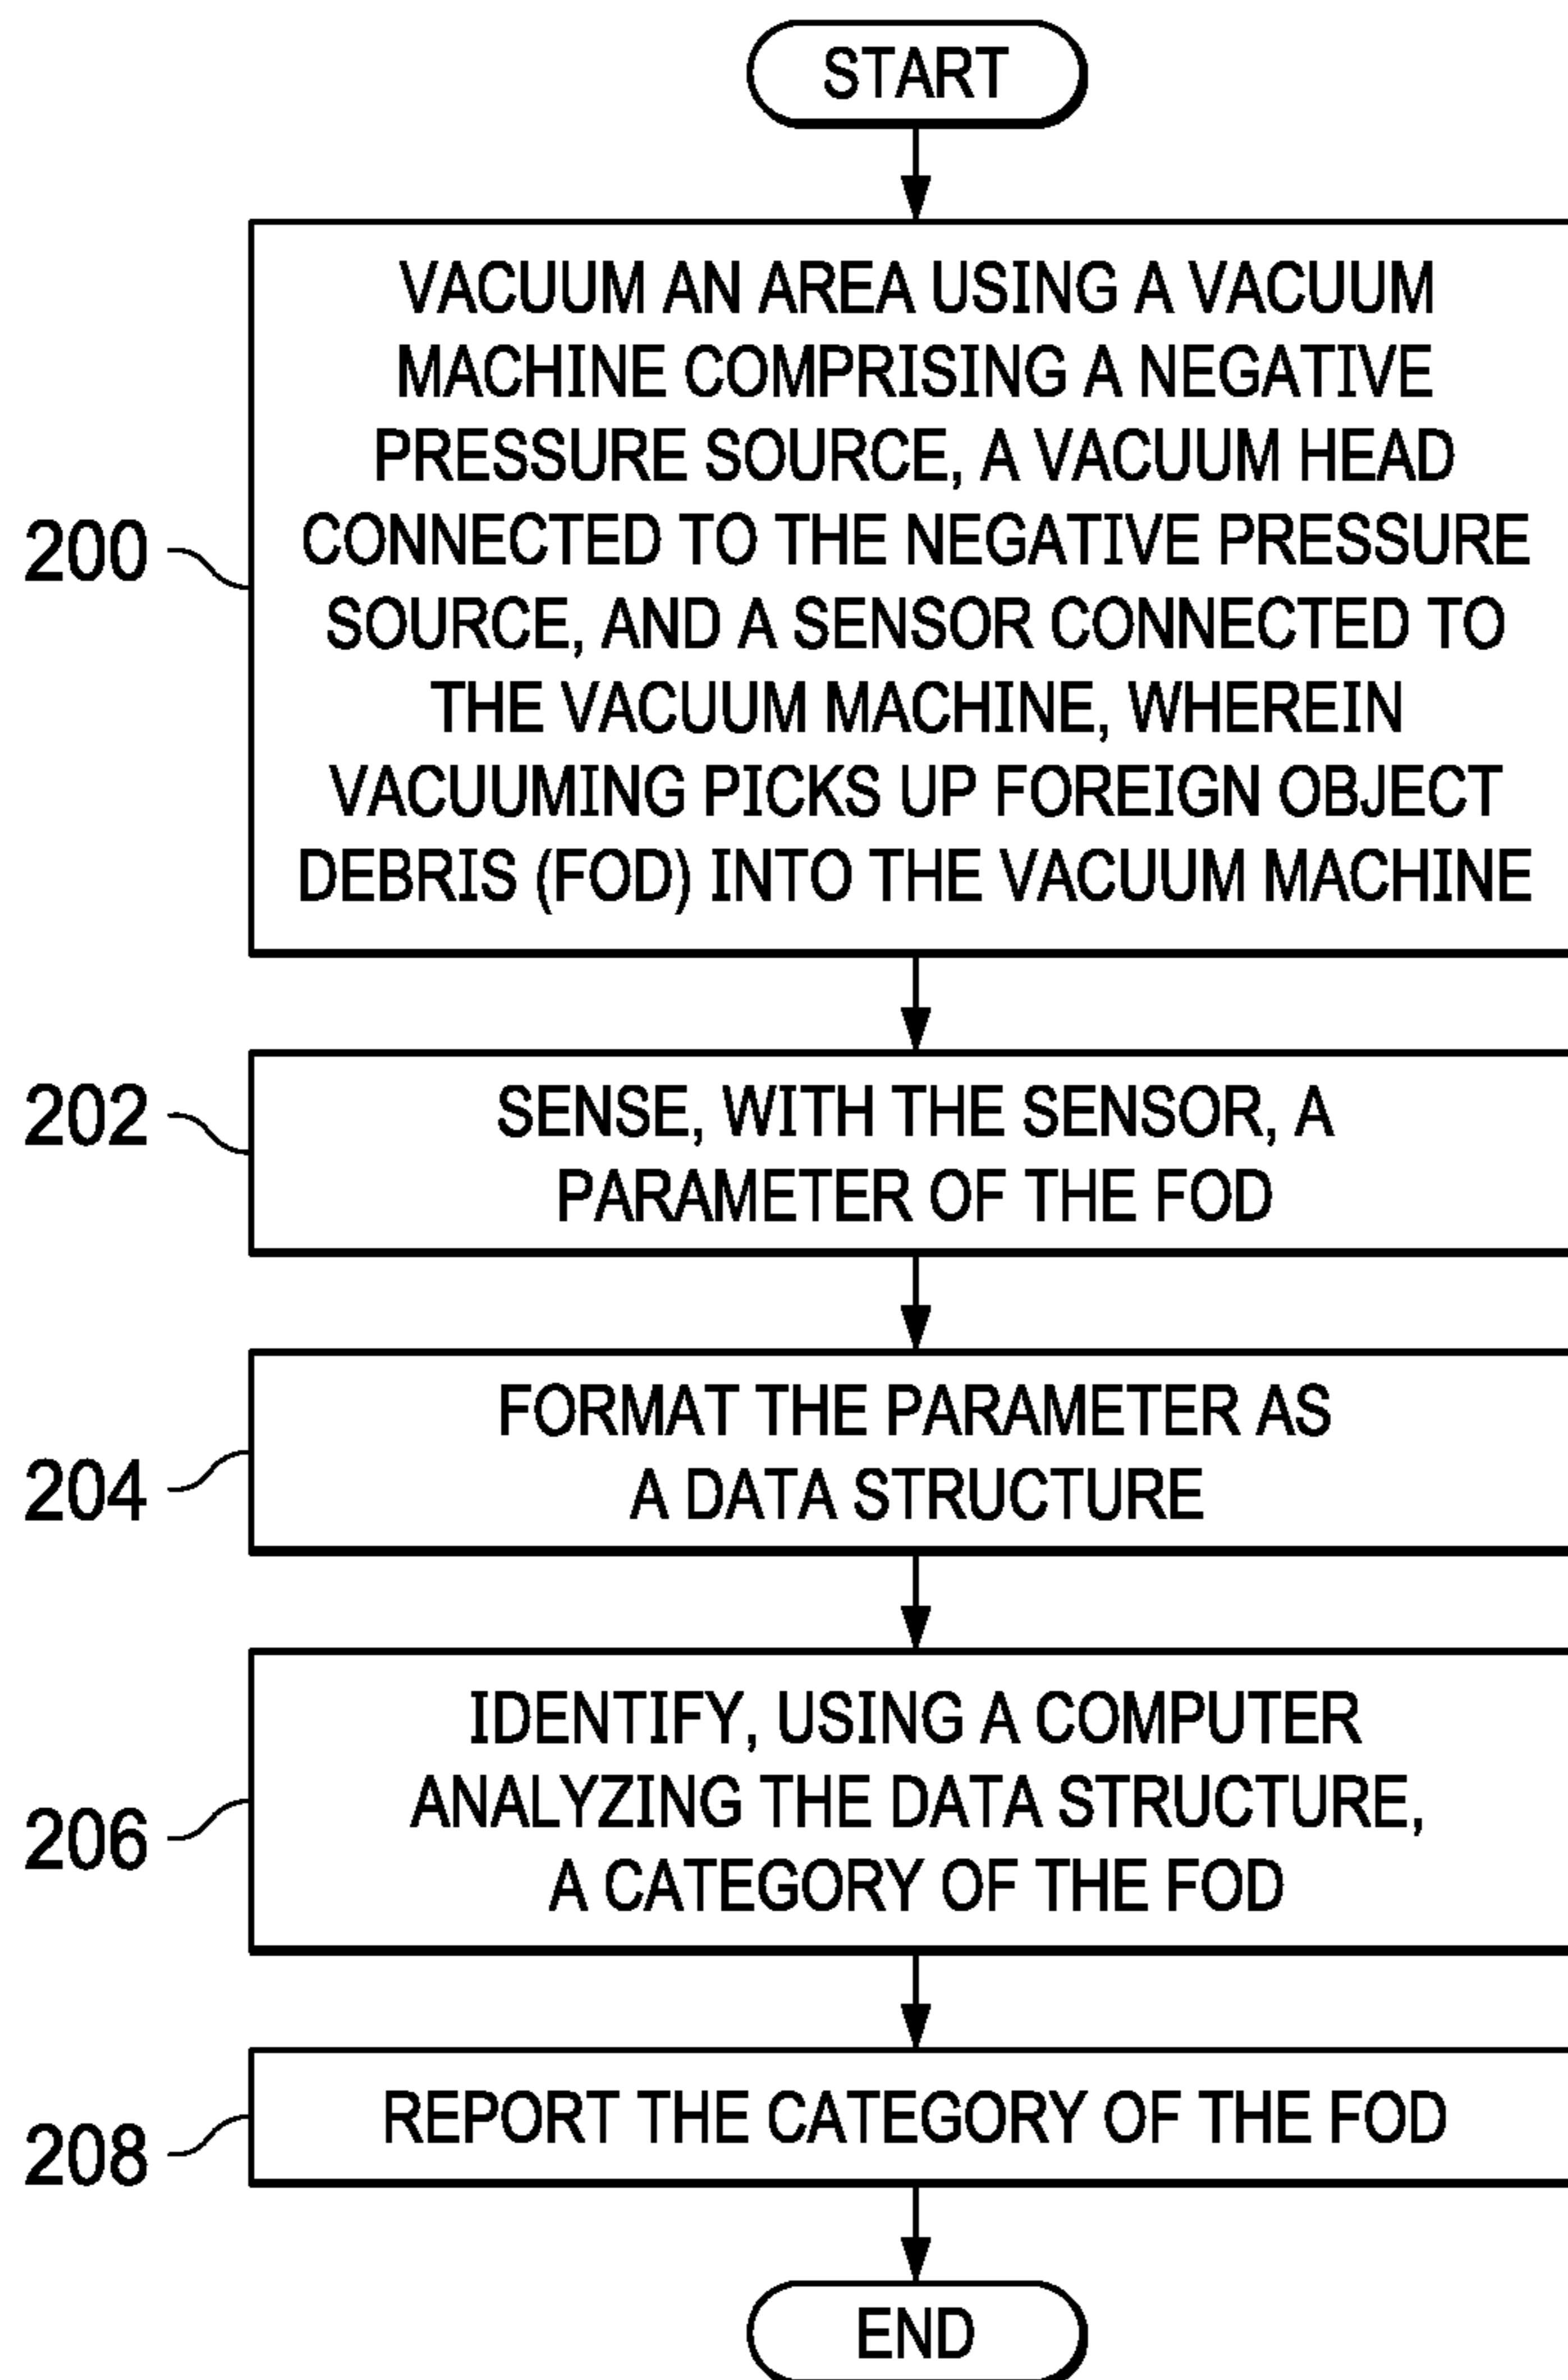 START
VACUUM AN AREA USING A VACUUM
MACHINE COMPRISING A NEGATIVE
PRESSURE SOURCE, A VACUUM HEAD
CONNECTED TO THE NEGATIVE PRESSURE
SOURCE, AND A SENSOR CONNECTED TO
THE VACUUM MACHINE, WHEREIN
VACUUMING PICKS UP FOREIGN OBJECT
DEBRIS (FOD) INTO THE VACUUM MACHINE
200
SENSE, WITH THE SENSOR, A
PARAMETER OF THE FOD
202
FORMAT THE PARAMETER AS
A DATA STRUCTURE
204
IDENTIFY, USING A COMPUTER
ANALYZING THE DATA STRUCTURE,
A CATEGORY OF THE FOD
206
REPORT THE CATEGORY OF THE FOD
208
END